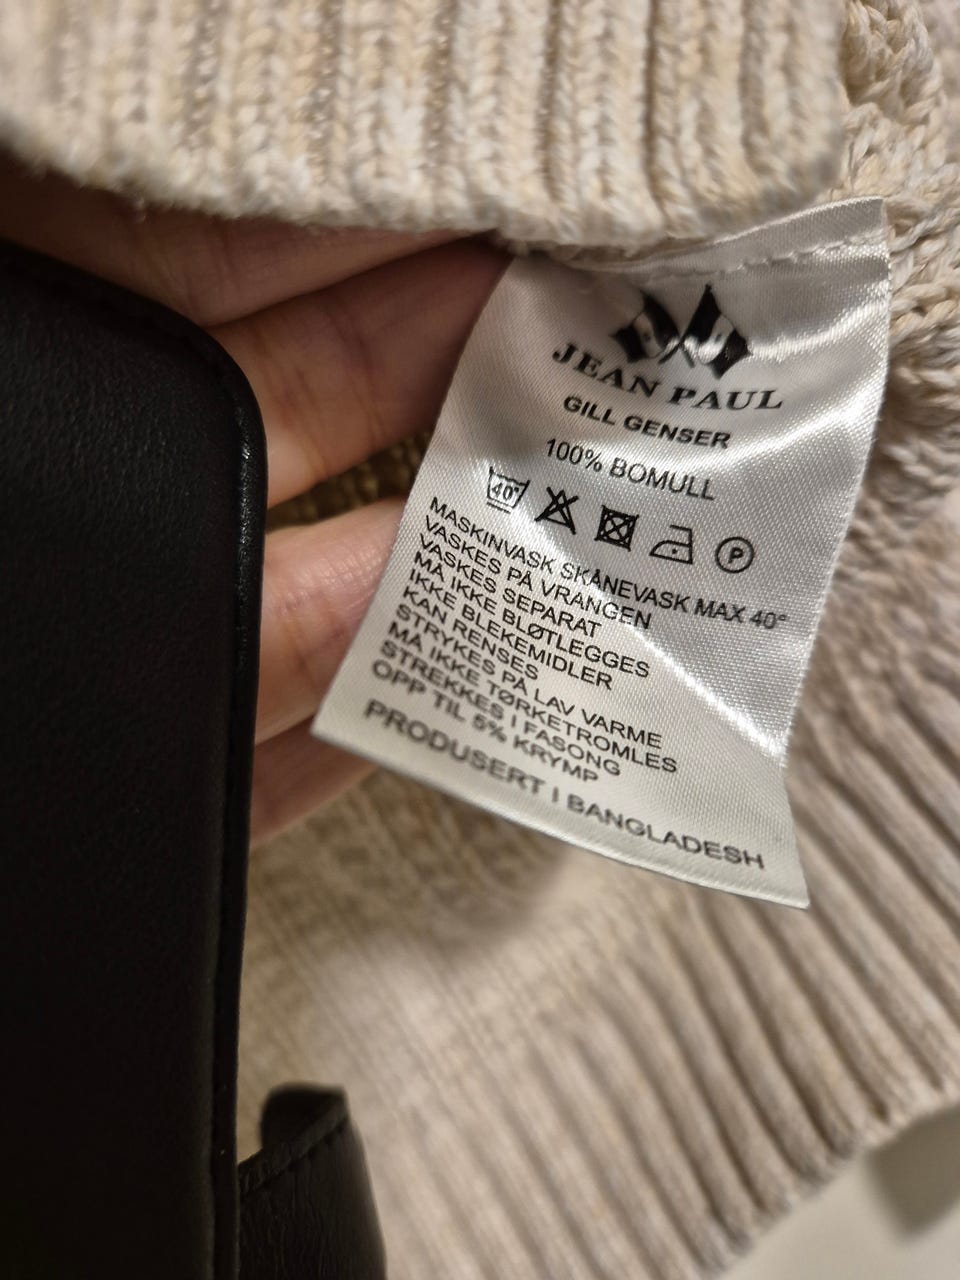 JEAN PAUL
GILL GENSER
100% BOMULL
40°
P
MASKINVASK SKÅNEVASK MAX 40°
VASKES PÅ VRANGEN
VASKES SEPARAT
MÅ IKKE BLØTLEGGES
IKKE BLEKEMIDLER
KAN RENSES
STRYKES PÅ LAV VARME
MÅ IKKE TØRKETROMLES
STREKKES I FASONG
OPP TIL 5% KRYMP
PRODUSERT I BANGLADESH